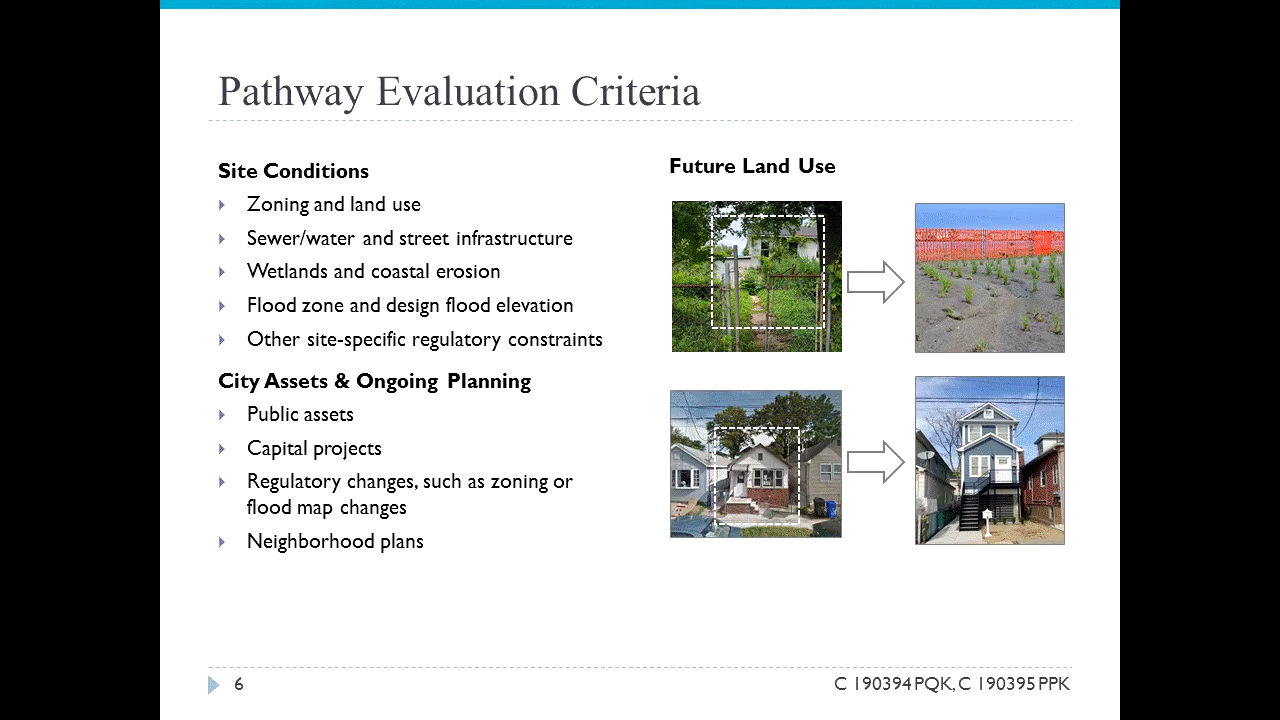 Pathway Evaluation Criteria
Site Conditions
Zoning and land use
Sewer/water and street infrastructure
Wetlands and coastal erosion
Flood zone and design flood elevation
Other site-specific regulatory constraints
City Assets & Ongoing Planning
Public assets
Capital projects
Regulatory changes, such as zoning or
flood map changes
Neighborhood plans
Future Land Use
6
C 190394 PQK, C 190395 PPK